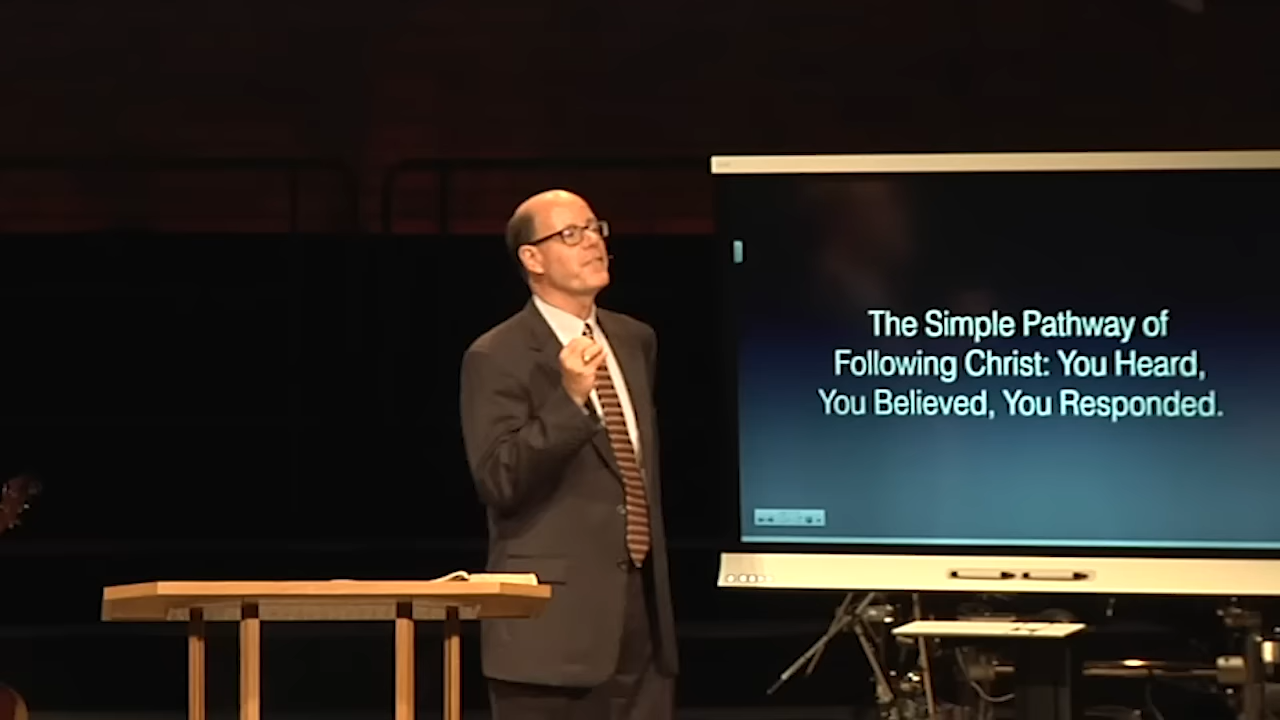 The Simple Pathway of
Following Christ: You Heard,
You Believed, You Responded.